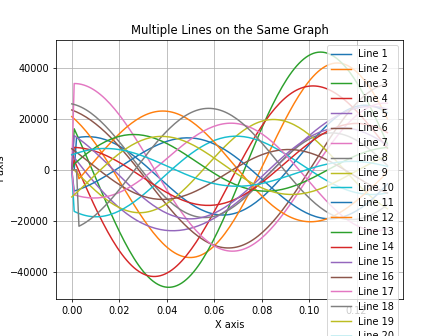 Multiple Lines on the Same Graph
40000
20000
0
−20000
−40000
0.00
0.02
0.04
0.06
0.08
0.10
X axis
axis
Line 1
Line 2
Line 3
Line 4
Line 5
Line 6
Line 7
Line 8
Line 9
Line 10
Line 11
Line 12
Line 13
Line 14
Line 15
Line 16
Line 17
Line 18
Line 19
Line 20